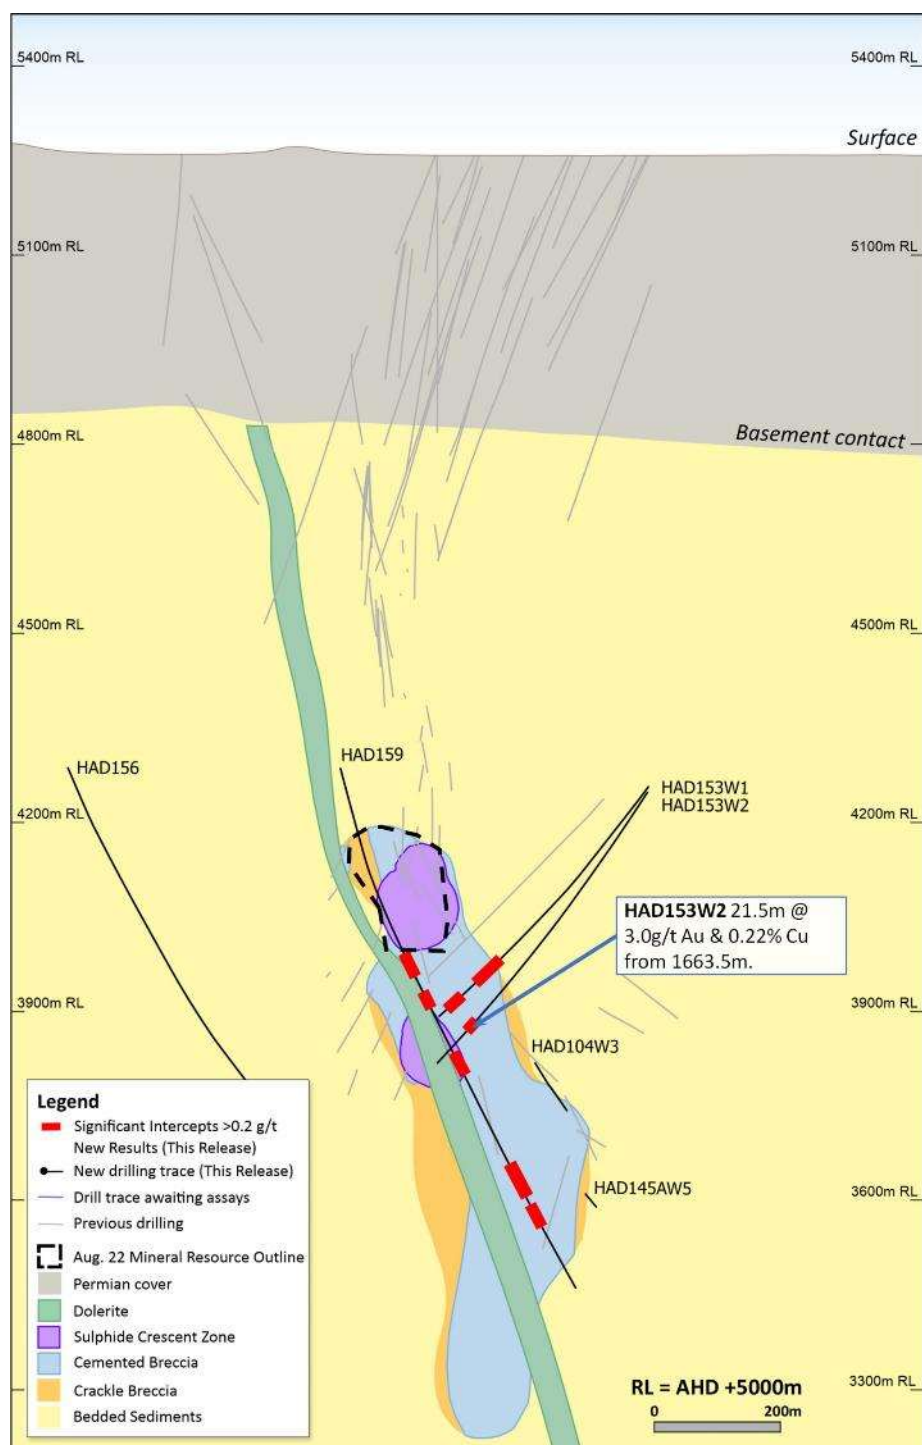 5400m RL
5400m RL
Surface
5100m RL
5100m RL
4800m RL
Basement contact
4500m RL
4500m RL
HAD156
HAD159
HAD153W1
HAD153W2
4200m RL
4200m RL
HAD153W2 21.5m @
3.0g/t Au & 0.22% Cu
from 1663.5m.
3900m RL
3900m RL
HAD104W3
HAD145AW5
3600m RL
Legend
Significant Intercepts >0.2 g/t
New Results (This Release)
New drilling trace (This Release)
Drill trace awaiting assays
Previous drilling
Aug. 22 Mineral Resource Outline
Permian cover
Dolerite
Sulphide Crescent Zone
Cemented Breccia
Crackle Breccia
Bedded Sediments
RL = AHD +5000m
0 200m
3300m RL